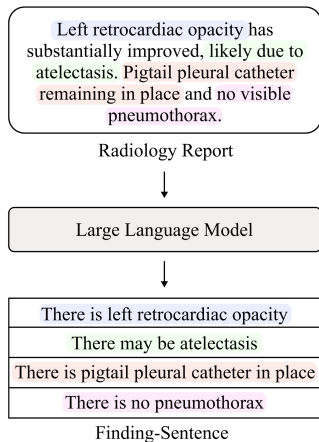 Left retrocardiac opacity has
substantially improved, likely due to
atelectasis. Pigtail pleural catheter
remaining in place and no visible
pneumothorax.
Radiology Report
Large Language Model
There is left retrocardiac opacity
There may be atelectasis
There is pigtail pleural catheter in place
There is no pneumothorax
Finding-Sentence